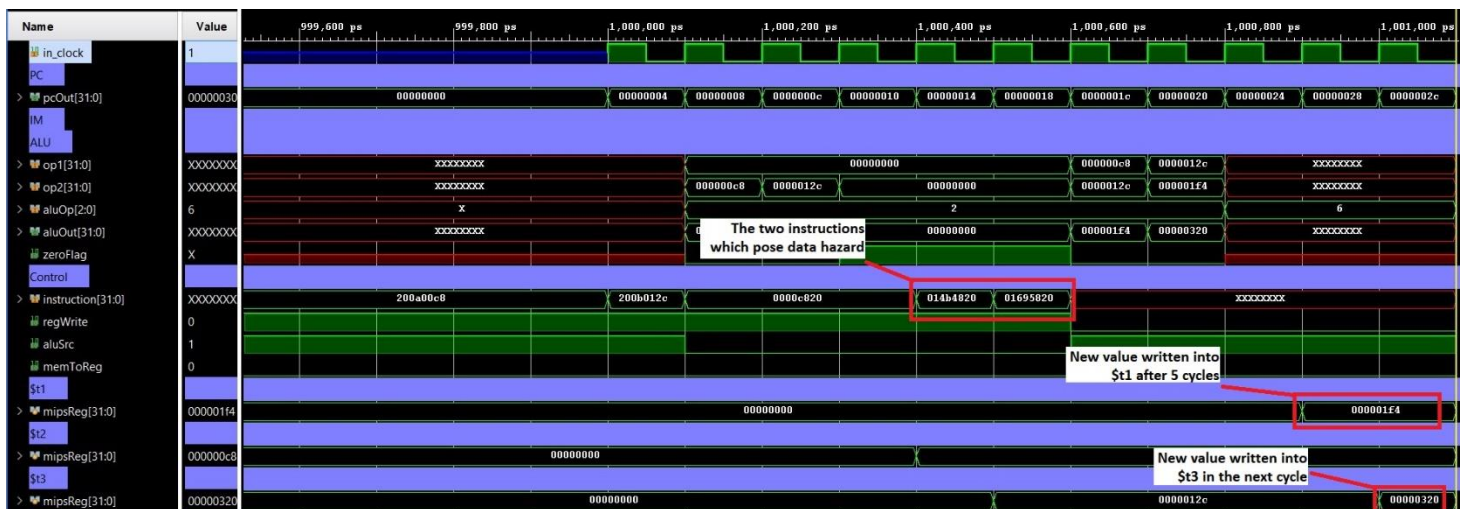 Name Value 999,600 ps 999,800 ps 1,000,000 ps 1,000,200 ps 1,000,400 ps 1,000,600 ps 1,000,800 ps 1,001,000 ps
in_clock 1
PC
pcOut[31:0] 00000030 00000000 00000004 00000008 0000000c 00000010 00000014 00000018 0000001c 00000020 00000024 00000028 0000002c
IM
ALU
op1[31:0] XXXXXXX XXXXXXXX 00000000 000000c8 0000012c XXXXXXXX
op2[31:0] XXXXXXX XXXXXXXX 000000c8 0000012c 00000000 0000012c 000001f4 XXXXXXXX
aluOp[2:0] 6 X 2 6
aluOut[31:0] XXXXXXX XXXXXXXX 00000000 000001f4 00000320 XXXXXXXX
The two instructions
which pose data hazard
zeroFlag X
Control
instruction[31:0] XXXXXXX 200a00c8 200b012c 0000c820 014b4820 01695820 XXXXXXXX
regWrite 0
aluSrc 1
memToReg 0
New value written into
$t1 after 5 cycles
$t1
mipsReg[31:0] 000001f4 00000000 000001f4
$t2
mipsReg[31:0] 000000c8 00000000
New value written into
$t3 in the next cycle
$t3
mipsReg[31:0] 00000320 00000000 0000012c 00000320